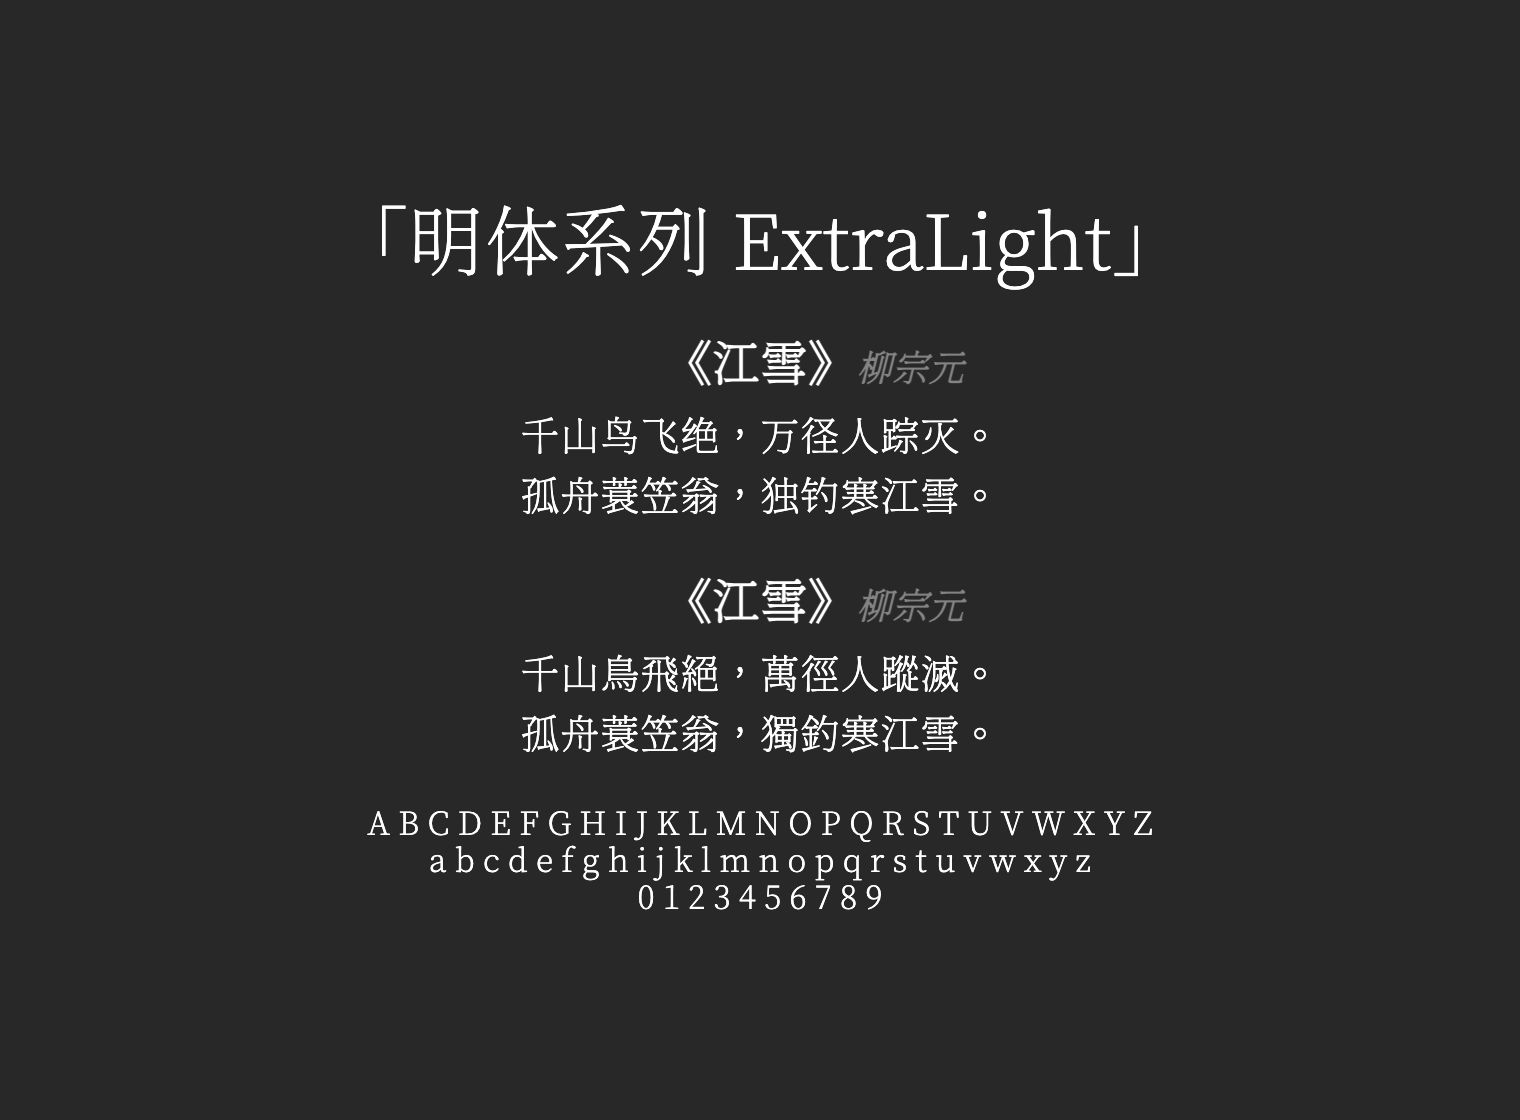 「明体系列 ExtraLight」
《江雪》 柳宗元
千山鸟飞绝，万径人踪灭。
孤舟蓑笠翁，独钓寒江雪。
《江雪》 柳宗元
千山鳥飛絕，萬徑人蹤滅。
孤舟蓑笠翁，獨釣寒江雪。
A B C D E F G H I J K L M N O P Q R S T U V W X Y Z
a b c d e f g h i j k l m n o p q r s t u v w x y z
0 1 2 3 4 5 6 7 8 9